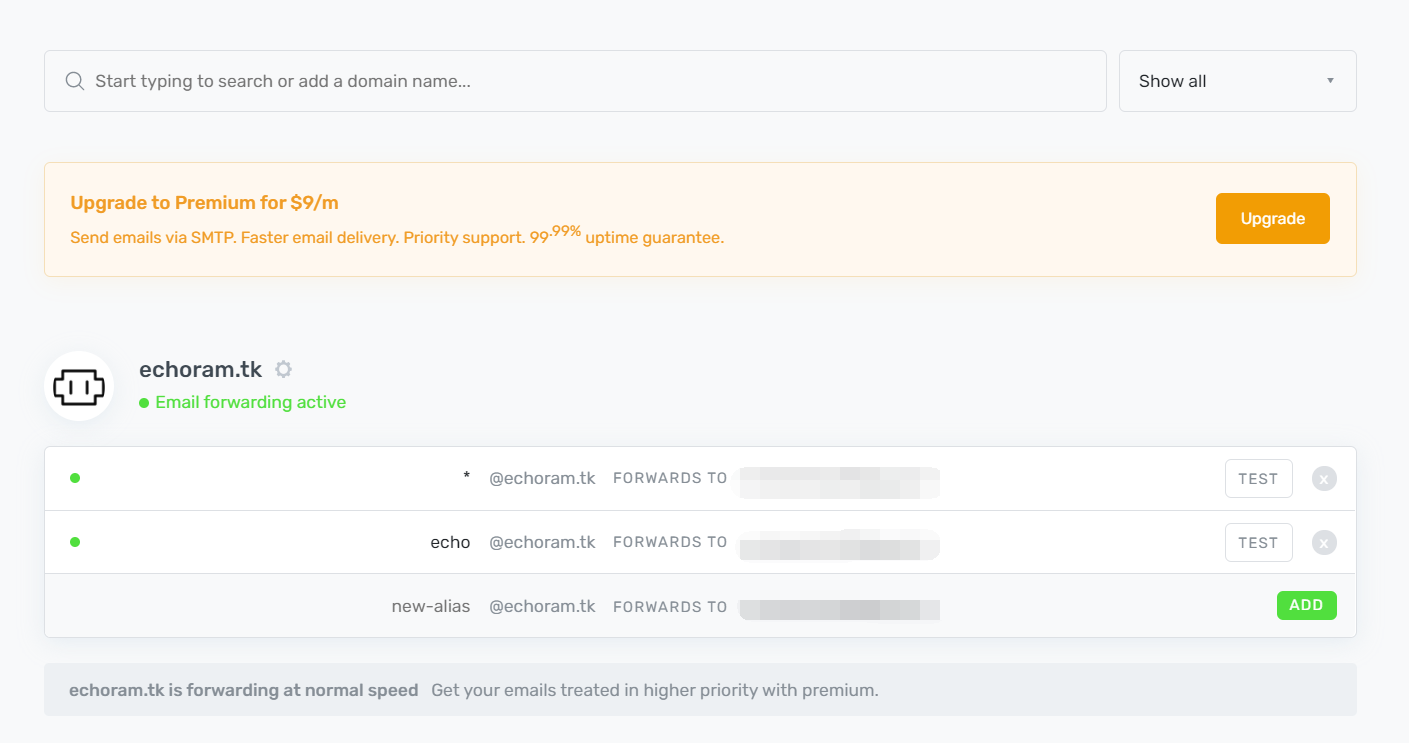 Start typing to search or add a domain name...
Show all
Upgrade to Premium for $9/m
Send emails via SMTP. Faster email delivery. Priority support. 99.99% uptime guarantee.
Upgrade
echoram.tk
Email forwarding active
* @echoram.tk FORWARDS TO TEST x
echo @echoram.tk FORWARDS TO TEST x
new-alias @echoram.tk FORWARDS TO ADD
echoram.tk is forwarding at normal speed Get your emails treated in higher priority with premium.